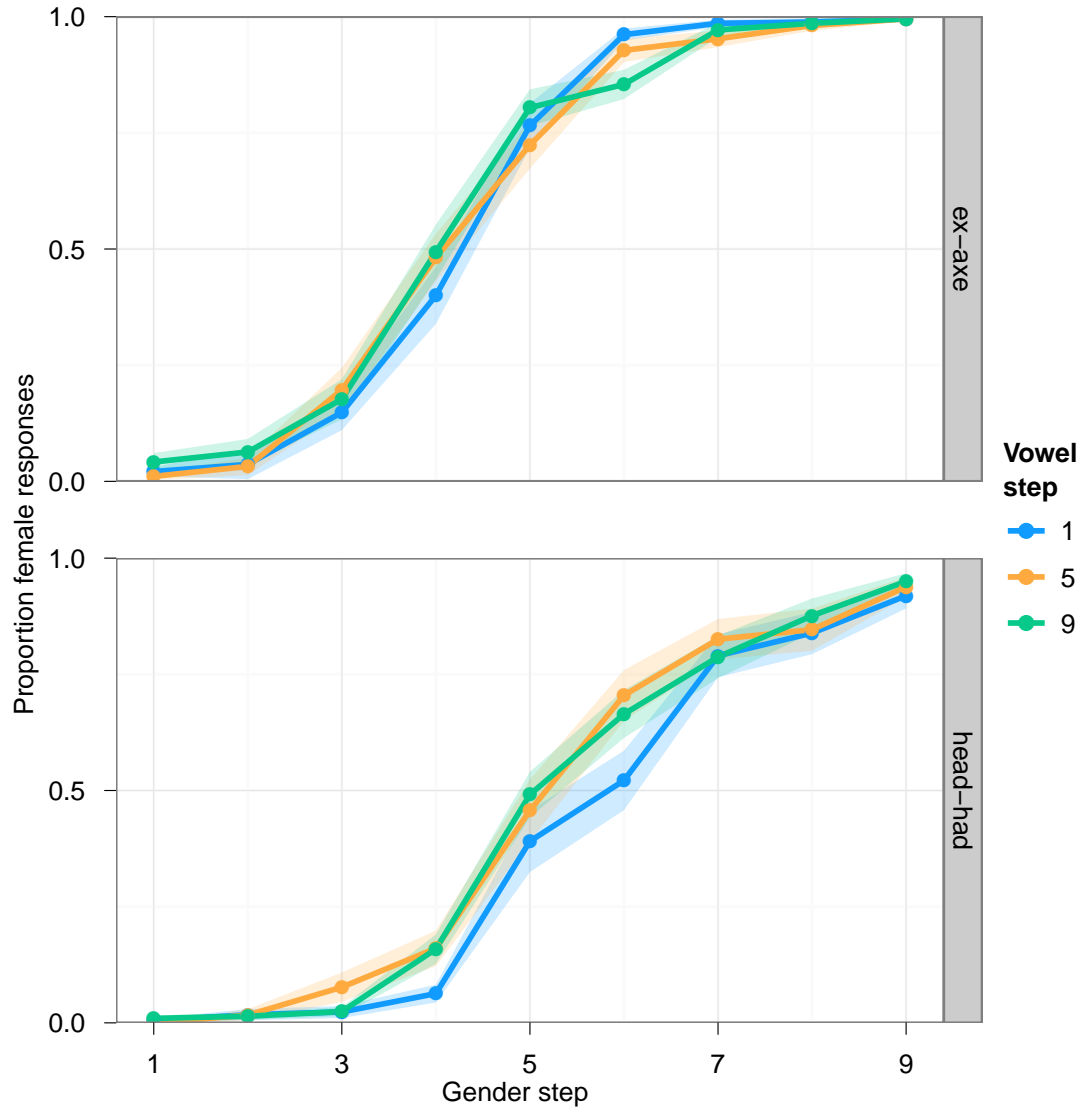 1.0
0.5
0.0
ex−axe
1.0
0.5
0.0
head−had
1 3 5 7 9
Gender step
Proportion female responses
Vowel
step
1
5
9